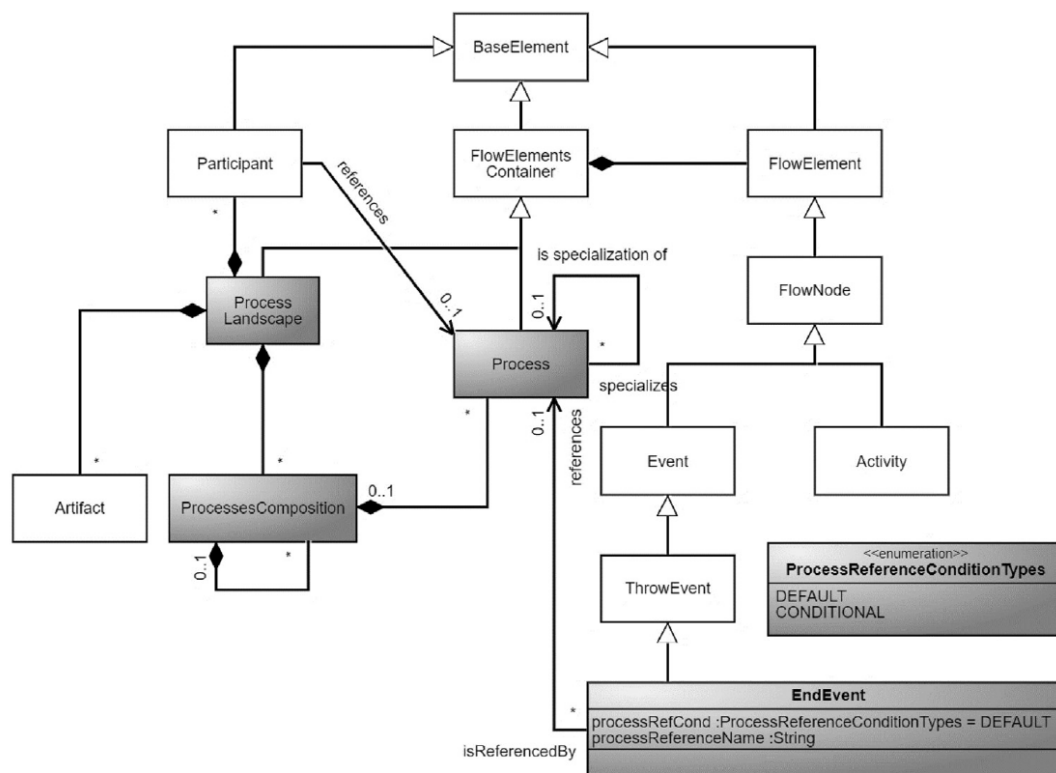 BaseElement
Participant
references
FlowElements
Container
FlowElement
is specialization of
FlowNode
*
Process
Landscape
0..1
0..1
Process
*
specializes
*
0..1
references
Event
Activity
*
*
Artifact
ProcessesComposition
0..1
0..1
*
<<enumeration>>
ProcessReferenceConditionTypes
DEFAULT
CONDITIONAL
ThrowEvent
EndEvent
*
processRefCond :ProcessReferenceConditionTypes = DEFAULT
processReferenceName :String
isReferencedBy